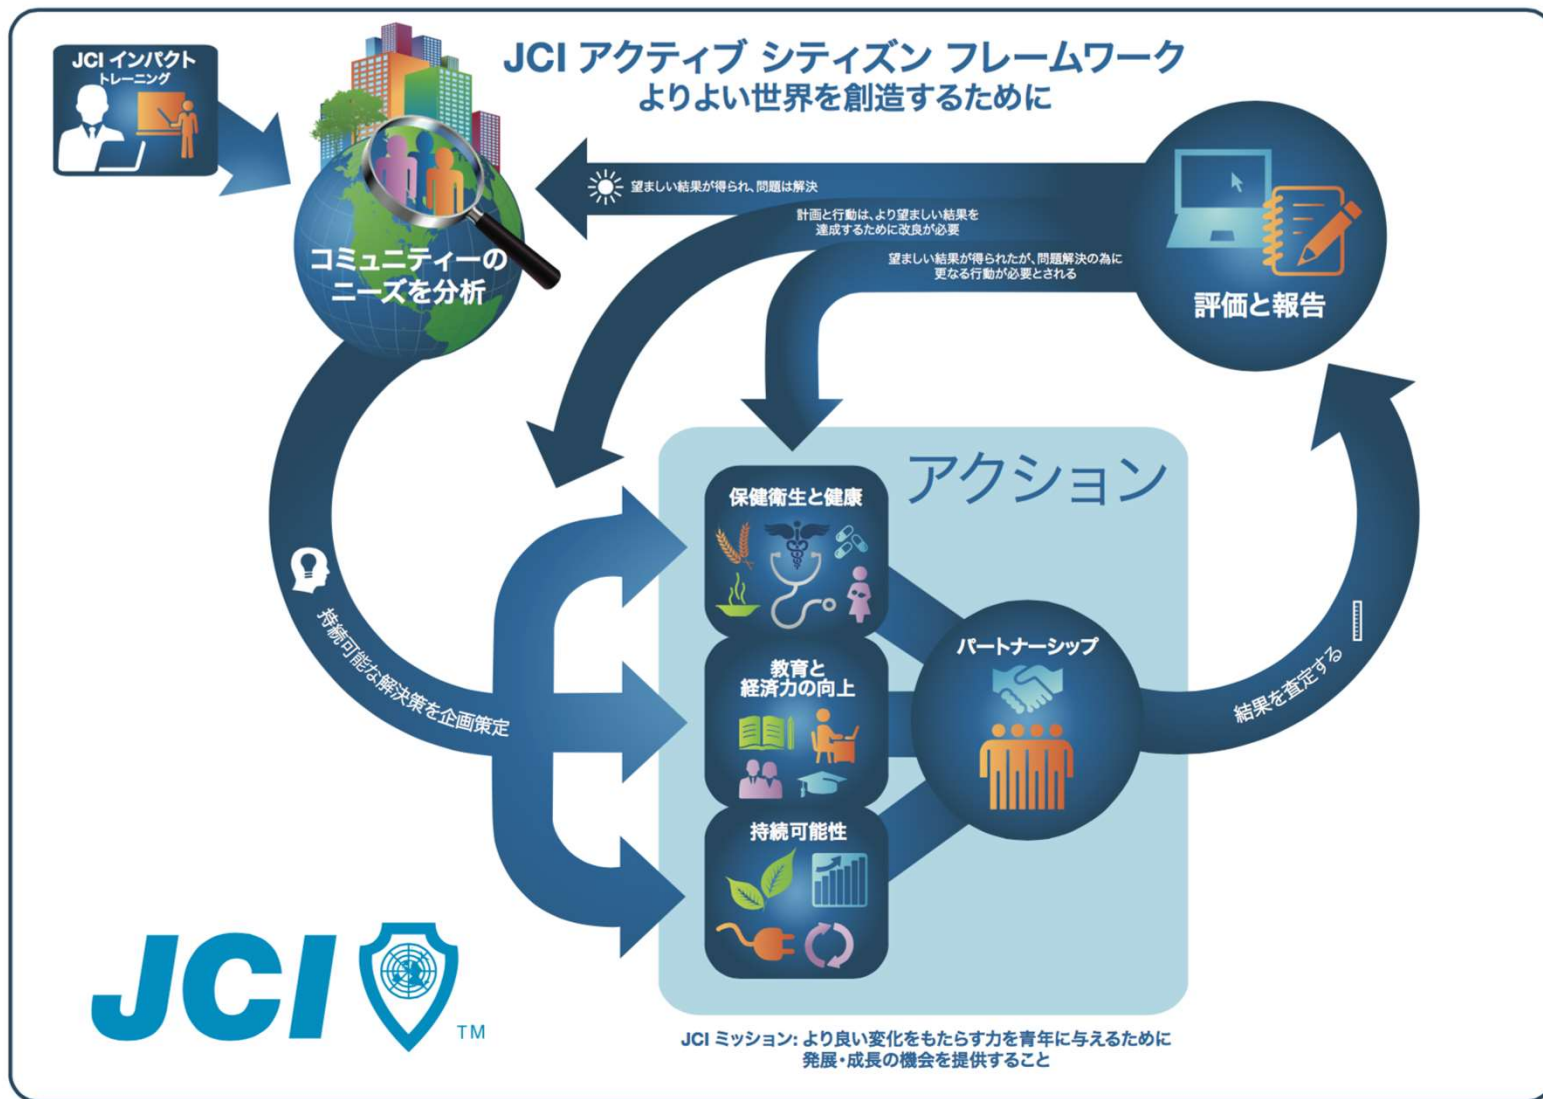 JCI インパクト
トレーニング
JCI アクティブ シティズン フレームワーク
よりよい世界を創造するために
コミュニティーの
ニーズを分析
望ましい結果が得られ、問題は解決
計画と行動は、より望ましい結果を
達成するために改良が必要
望ましい結果が得られたが、問題解決の為に
更なる行動が必要とされる
評価と報告
持続可能な解決策を企画策定
アクション
保健衛生と健康
教育と
経済力の向上
持続可能性
パートナーシップ
結果を査定する
JCI
TM
JCI ミッション: より良い変化をもたらす力を青年に与えるために
発展・成長の機会を提供すること